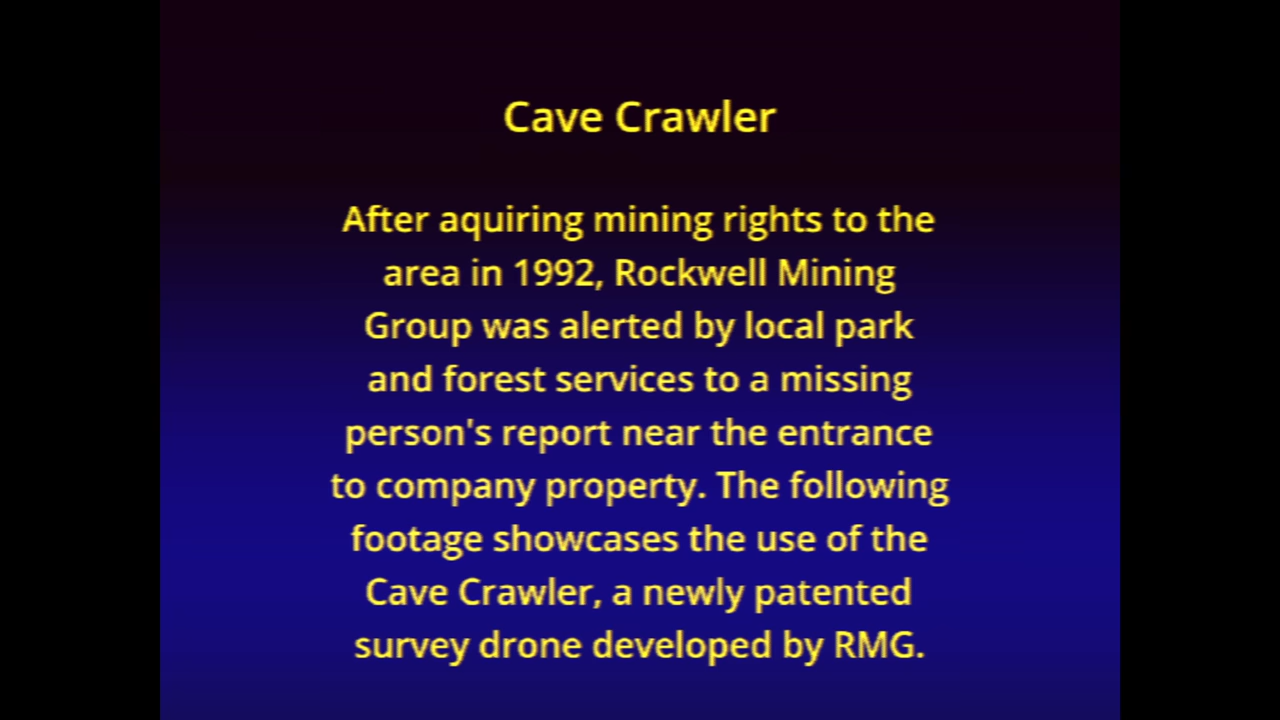 Cave Crawler
After aquiring mining rights to the
area in 1992, Rockwell Mining
Group was alerted by local park
and forest services to a missing
person's report near the entrance
to company property. The following
footage showcases the use of the
Cave Crawler, a newly patented
survey drone developed by RMG.